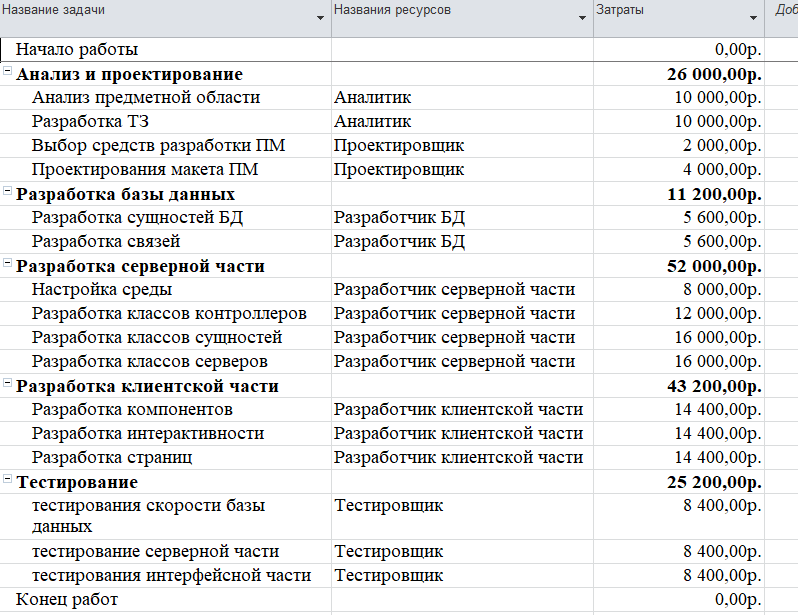 Название задачи Названия ресурсов Затраты Доб
Начало работы 0,00р.
Анализ и проектирование 26 000,00р.
Анализ предметной области Аналитик 10 000,00р.
Разработка ТЗ Аналитик 10 000,00р.
Выбор средств разработки ПМ Проектировщик 2 000,00р.
Проектирования макета ПМ Проектировщик 4 000,00р.
Разработка базы данных 11 200,00р.
Разработка сущностей БД Разработчик БД 5 600,00р.
Разработка связей Разработчик БД 5 600,00р.
Разработка серверной части 52 000,00р.
Настройка среды Разработчик серверной части 8 000,00р.
Разработка классов контроллеров Разработчик серверной части 12 000,00р.
Разработка классов сущностей Разработчик серверной части 16 000,00р.
Разработка классов серверов Разработчик серверной части 16 000,00р.
Разработка клиентской части 43 200,00р.
Разработка компонентов Разработчик клиентской части 14 400,00р.
Разработка интерактивности Разработчик клиентской части 14 400,00р.
Разработка страниц Разработчик клиентской части 14 400,00р.
Тестирование 25 200,00р.
тестирования скорости базы Тестировщик 8 400,00р.
данных
тестирование серверной части Тестировщик 8 400,00р.
тестирования интерфейсной части Тестировщик 8 400,00р.
Конец работ 0,00р.